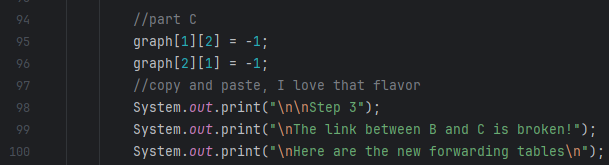 94 //part C
95 graph[1][2] = -1;
96 graph[2][1] = -1;
97 //copy and paste, I love that flavor
98 System.out.print("\n\nStep 3");
99 System.out.print("\nThe link between B and C is broken!");
100 System.out.print("\nHere are the new forwarding tables\n");